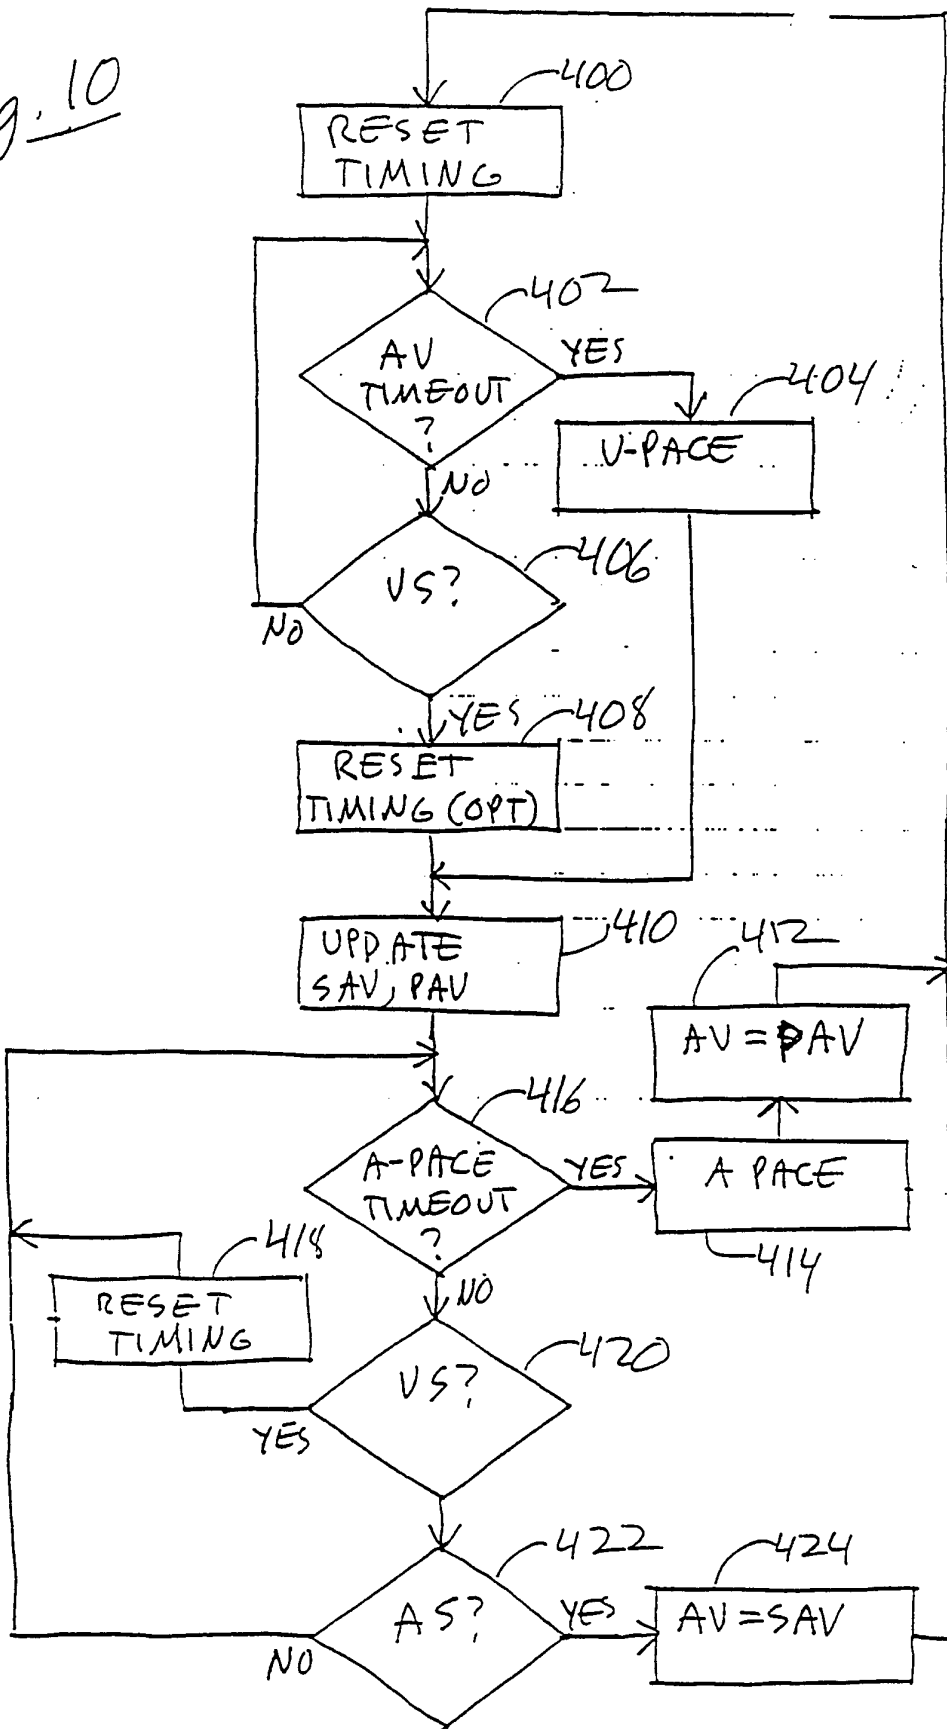 g. 10
400
RESET
TIMING
402
AV
TIMEOUT
?
YES
404
V-PACE
NO
406
VS?
NO
YES
408
RESET
TIMING (OPT)
410
UPDATE
SAV, PAV
412
AV = PAV
416
A-PACE
TIMEOUT
?
YES
A PACE
414
418
RESET
TIMING
NO
420
VS?
YES
422
AS?
YES
424
AV = SAV
NO